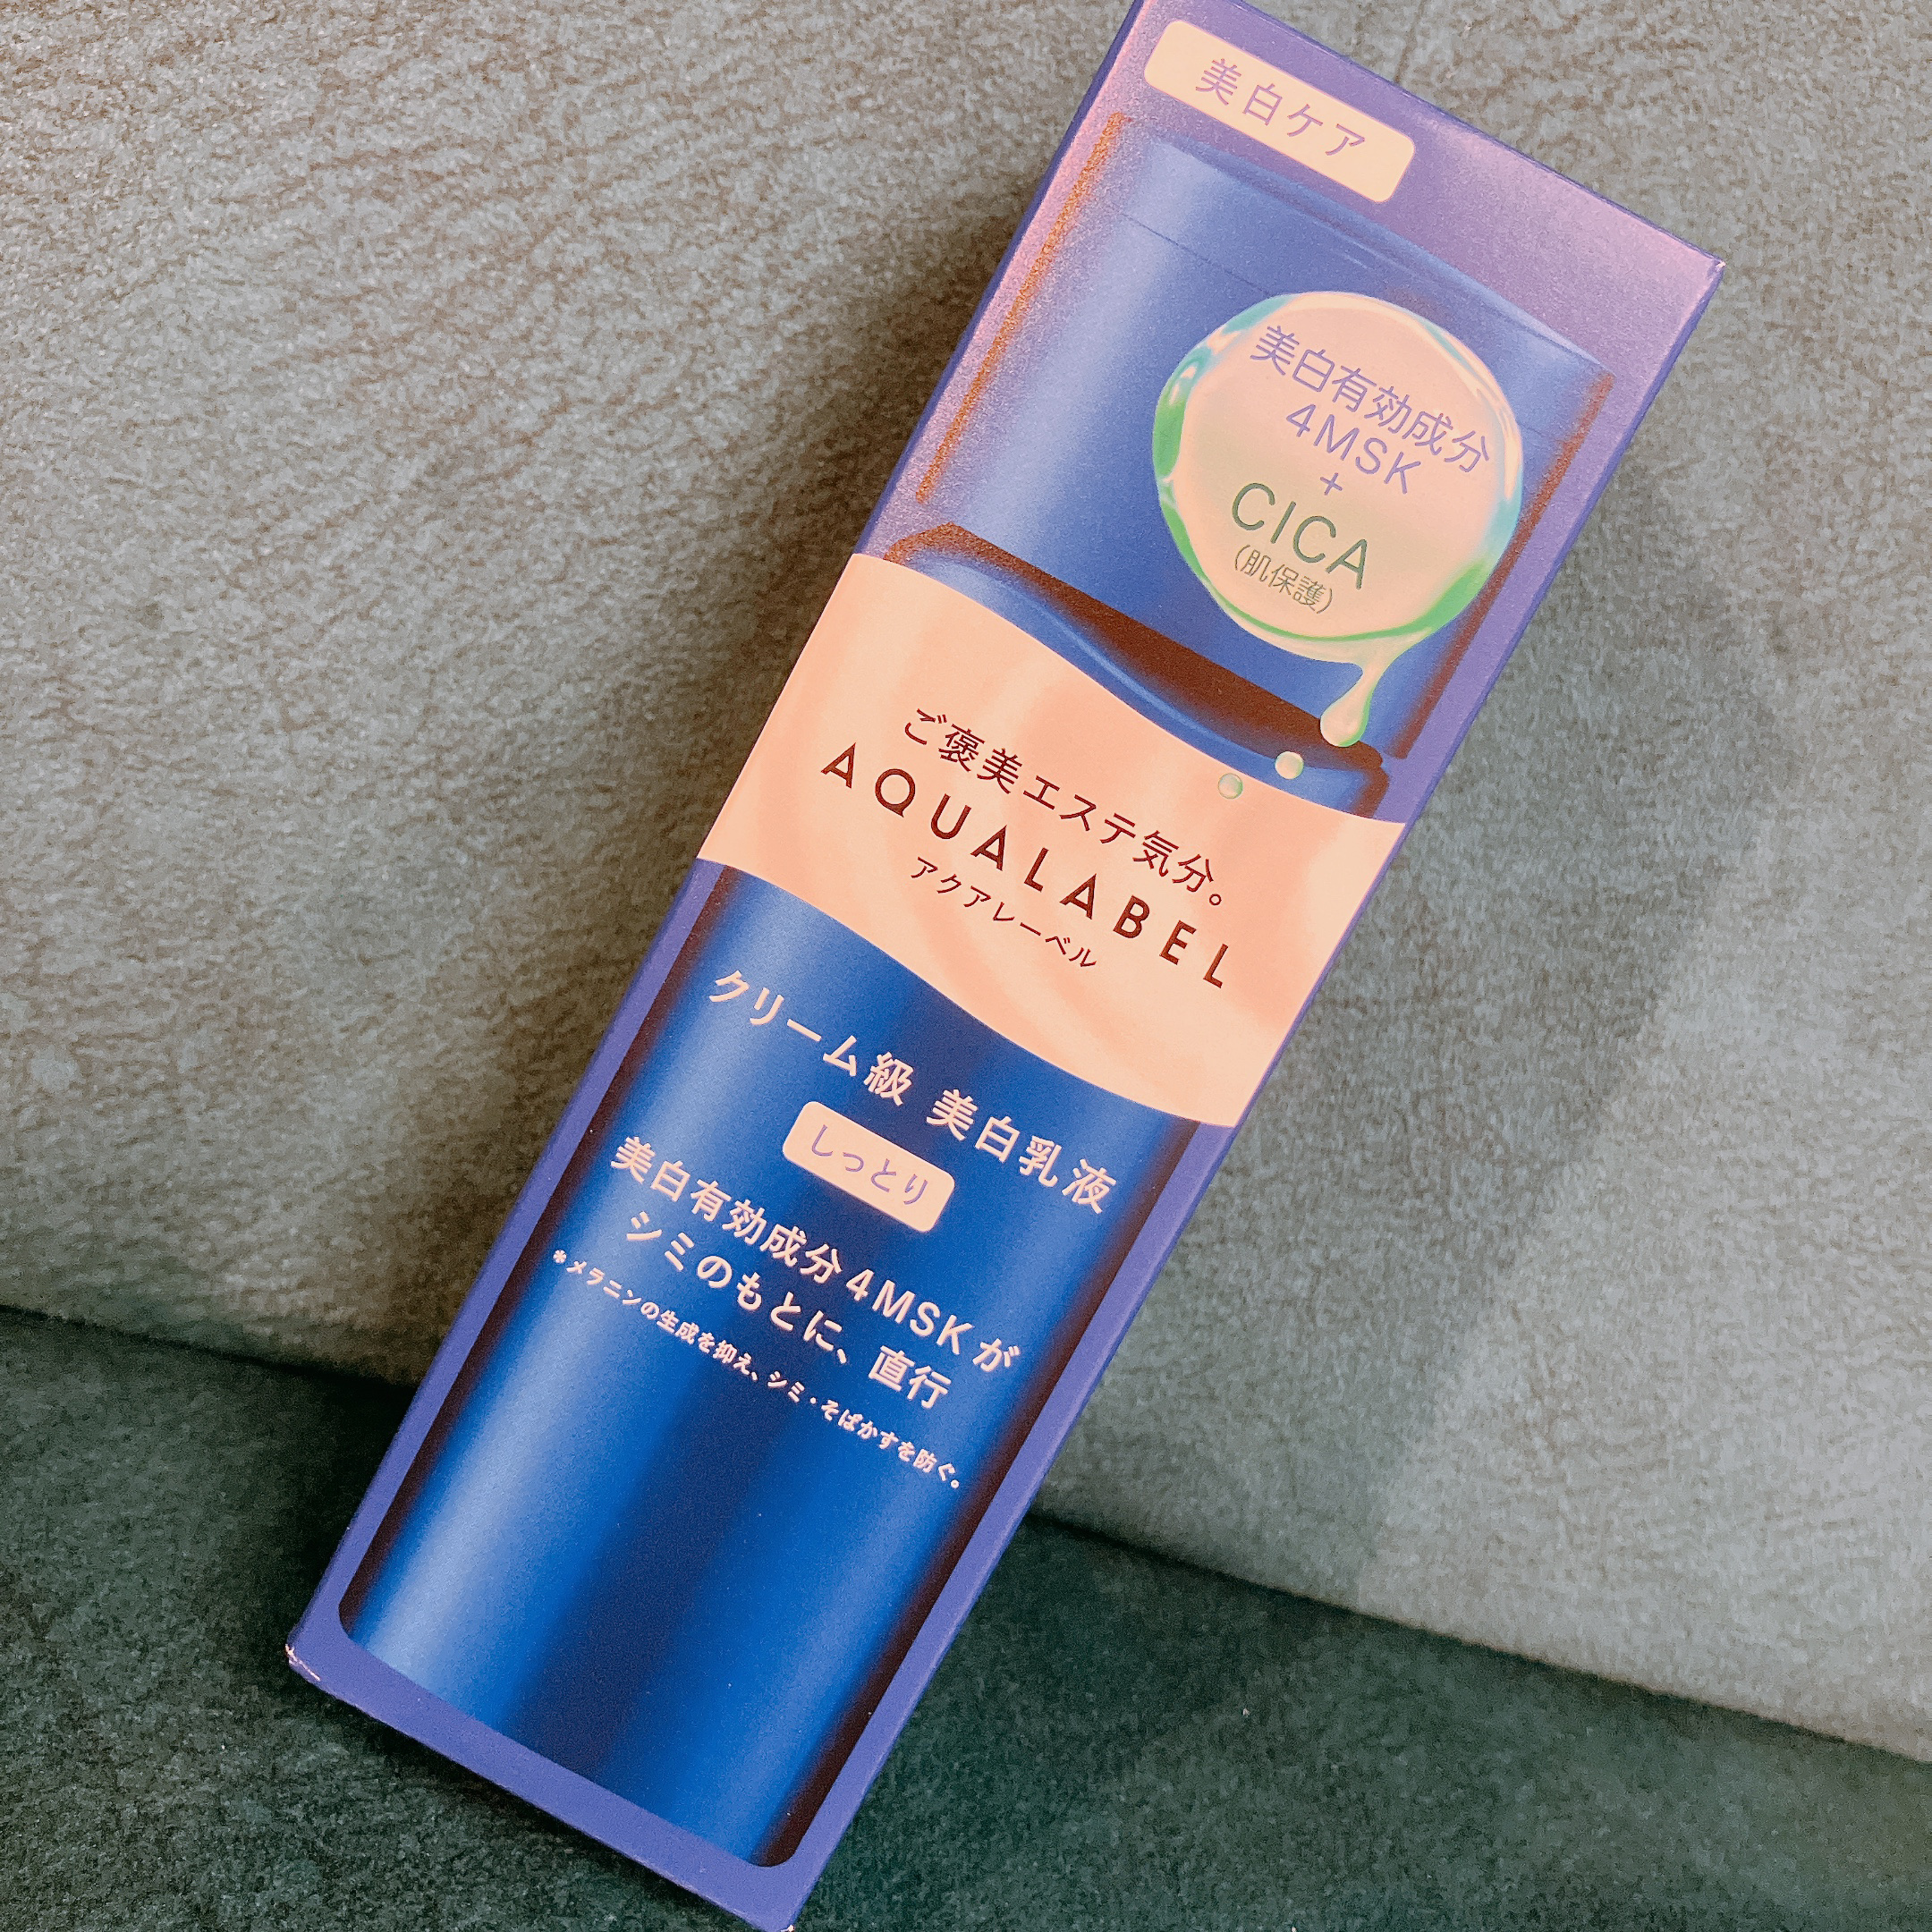 美白ケア
美白有効成分
4MSK
+
CICA
(肌保護)
ご褒美エステ気分。
AQUALABEL
アクアレーベル
クリーム級 美白乳液
しっとり
美白有効成分4MSKが
シミのもとに、直行
*メラニンの生成を抑え、シミ・そばかすを防ぐ。